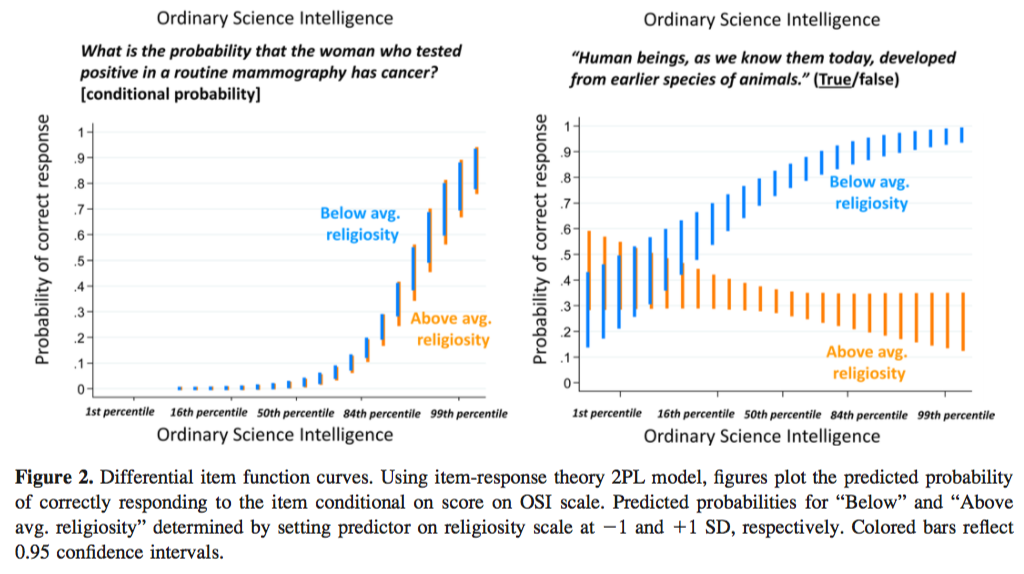 Ordinary Science Intelligence
What is the probability that the woman who tested
positive in a routine mammography has cancer?
[conditional probability]
Probability of correct response
1
.9
.8
.7
.6
.5
.4
.3
.2
.1
0
Below avg.
religiosity
Above avg.
religiosity
1st percentile 16th percentile 50th percentile 84th percentile 99th percentile
Ordinary Science Intelligence
Ordinary Science Intelligence
“Human beings, as we know them today, developed
from earlier species of animals.” (True/false)
Probability of correct response
1
.9
.8
.7
.6
.5
.4
.3
.2
.1
0
Below avg.
religiosity
Above avg.
religiosity
1st percentile 16th percentile 50th percentile 84th percentile 99th percentile
Ordinary Science Intelligence
Figure 2. Differential item function curves. Using item-response theory 2PL model, figures plot the predicted probability
of correctly responding to the item conditional on score on OSI scale. Predicted probabilities for “Below” and “Above
avg. religiosity” determined by setting predictor on religiosity scale at −1 and +1 SD, respectively. Colored bars reflect
0.95 confidence intervals.